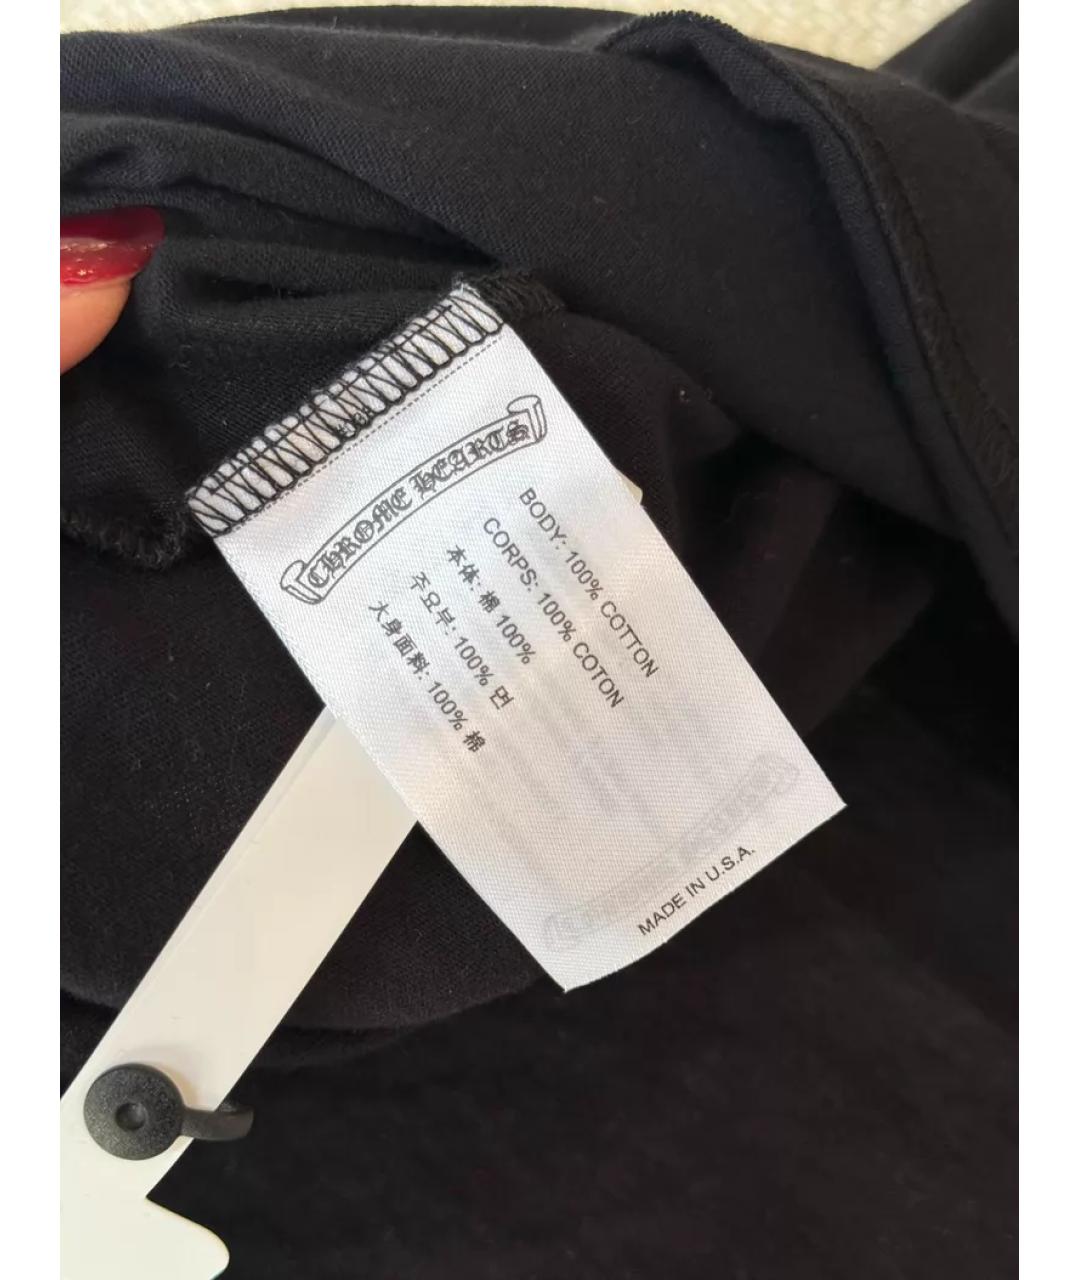 CHROME HEARTS
BODY: 100% COTTON
CORPS: 100% COTON
本体: 棉 100%
주요부: 100% 면
大身面料: 100% 棉
MADE IN U.S.A.